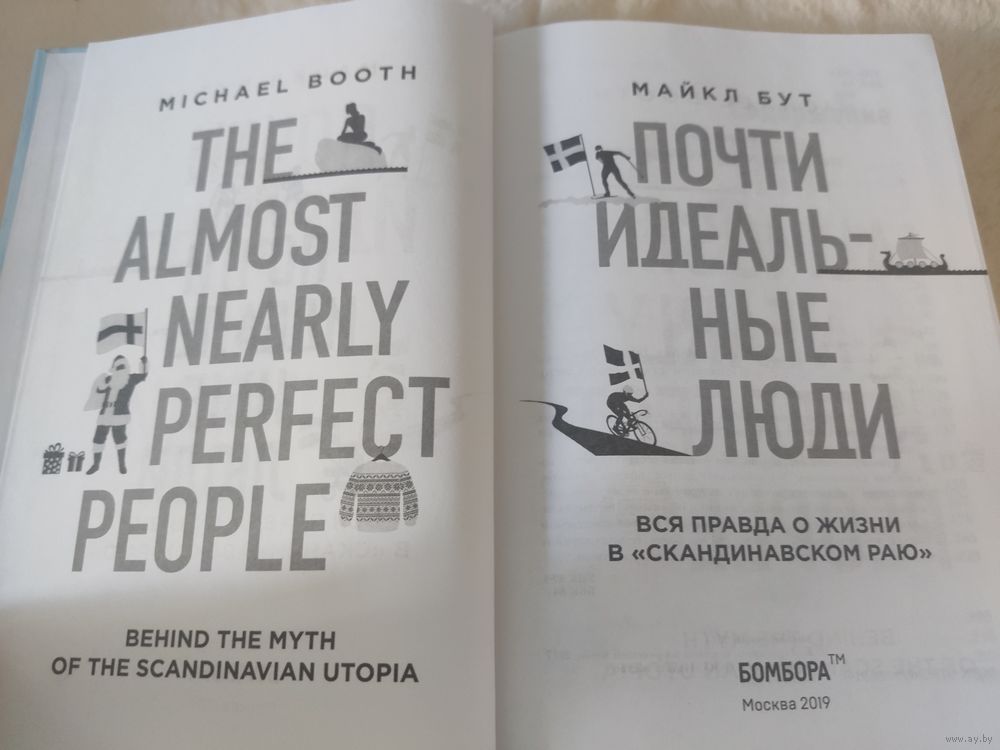 MICHAEL BOOTH
THE
ALMOST
NEARLY
PERFECT
PEOPLE
BEHIND THE MYTH
OF THE SCANDINAVIAN UTOPIA
МАЙКЛ БУТ
ПОЧТИ
ИДЕАЛЬ-
НЫЕ
ЛЮДИ
ВСЯ ПРАВДА О ЖИЗНИ
В «СКАНДИНАВСКОМ РАЮ»
БОМБОРА™
Москва 2019
www.ay.by